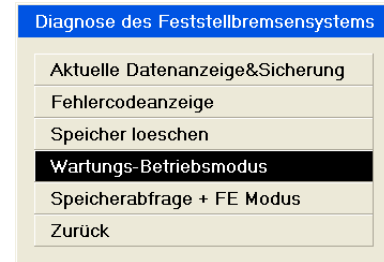 Diagnose des Feststellbremsensystems
Aktuelle Datenanzeige&Sicherung
Fehlercodeanzeige
Speicher loeschen
Wartungs-Betriebsmodus
Speicherabfrage + FE Modus
Zurück